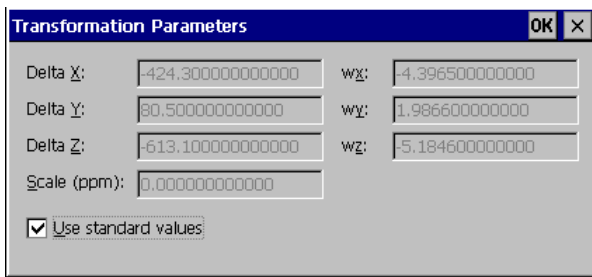 Transformation Parameters OK ×
Delta X: -424.300000000000 wx: -4.396500000000
Delta Y: 80.500000000000 wy: 1.986600000000
Delta Z: -613.100000000000 wz: -5.184600000000
Scale (ppm): 0.000000000000
Use standard values